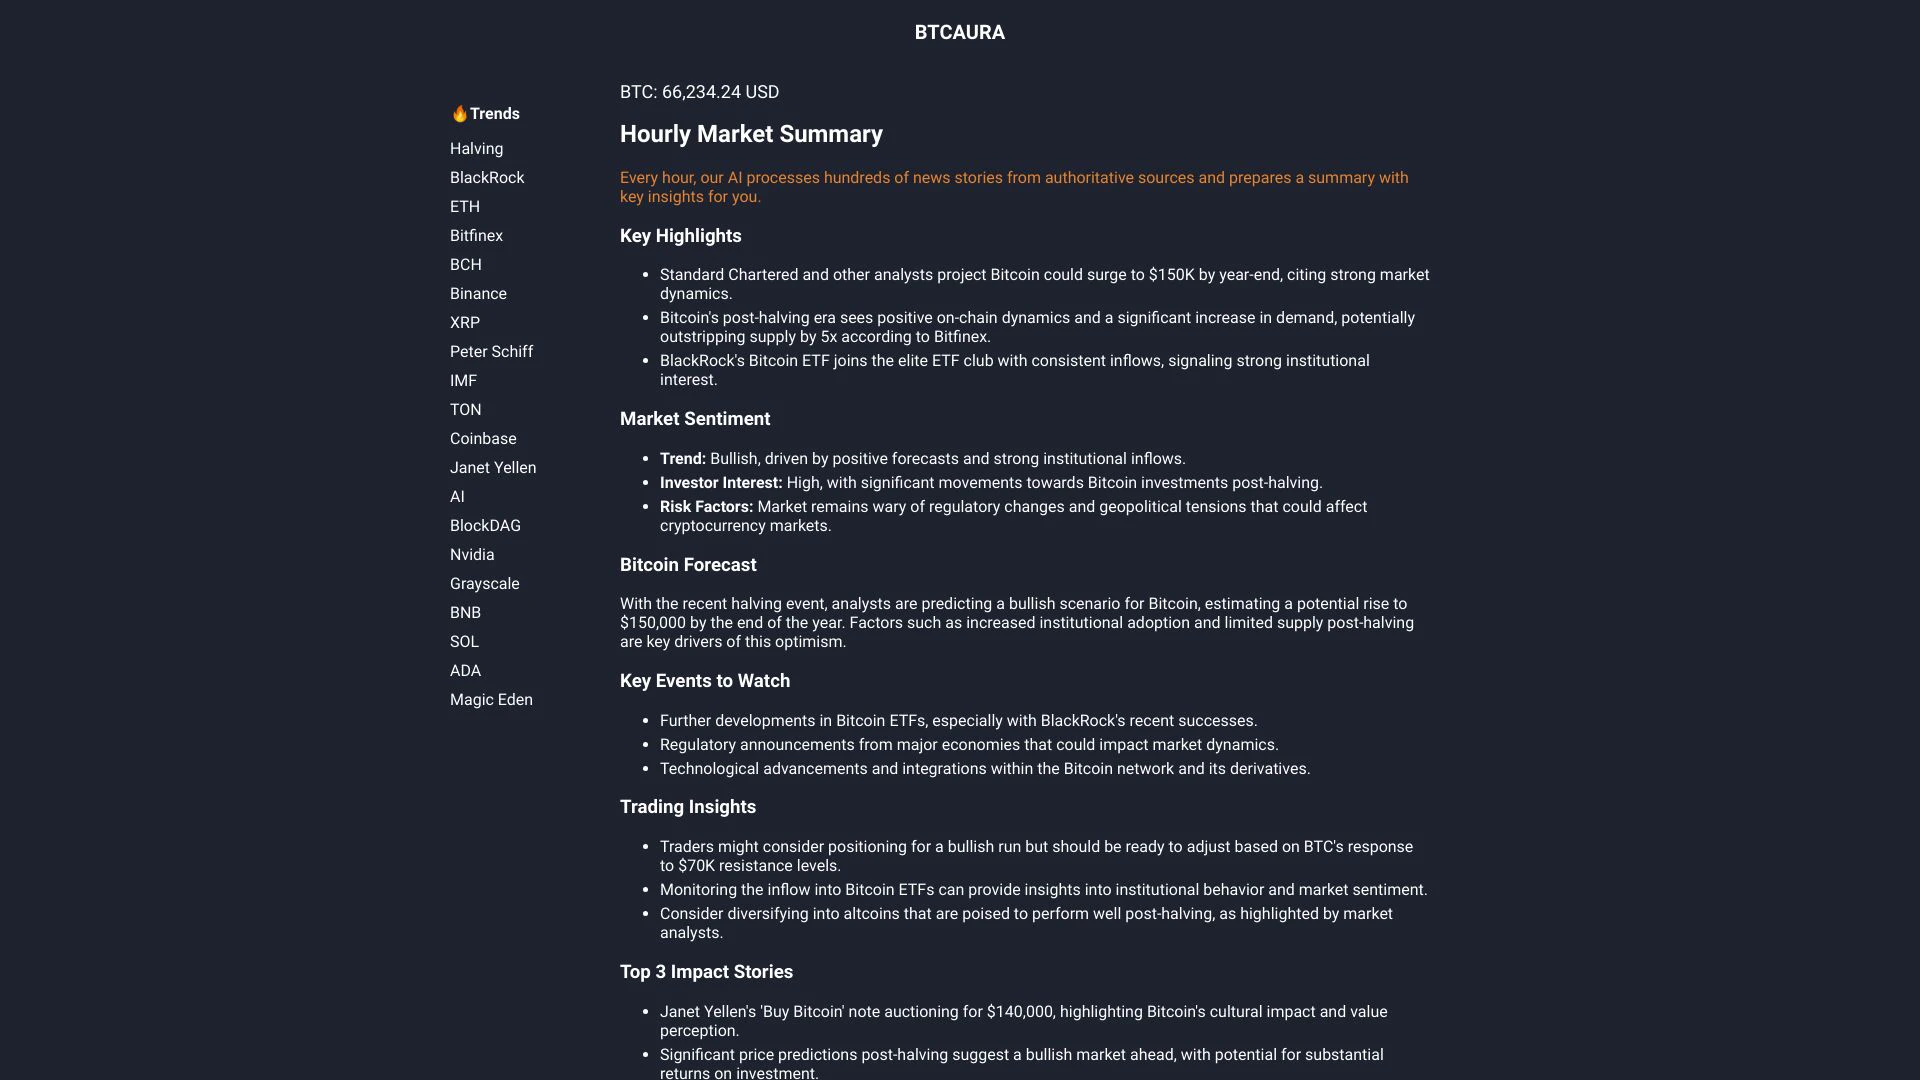 BTCAURA
🔥Trends
Halving
BlackRock
ETH
Bitfinex
BCH
Binance
XRP
Peter Schiff
IMF
TON
Coinbase
Janet Yellen
AI
BlockDAG
Nvidia
Grayscale
BNB
SOL
ADA
Magic Eden
BTC: 66,234.24 USD
Hourly Market Summary
Every hour, our AI processes hundreds of news stories from authoritative sources and prepares a summary with
key insights for you.
Key Highlights
• Standard Chartered and other analysts project Bitcoin could surge to $150K by year-end, citing strong market
dynamics.
• Bitcoin's post-halving era sees positive on-chain dynamics and a significant increase in demand, potentially
outstripping supply by 5x according to Bitfinex.
• BlackRock's Bitcoin ETF joins the elite ETF club with consistent inflows, signaling strong institutional
interest.
Market Sentiment
• Trend: Bullish, driven by positive forecasts and strong institutional inflows.
• Investor Interest: High, with significant movements towards Bitcoin investments post-halving.
• Risk Factors: Market remains wary of regulatory changes and geopolitical tensions that could affect
cryptocurrency markets.
Bitcoin Forecast
With the recent halving event, analysts are predicting a bullish scenario for Bitcoin, estimating a potential rise to
$150,000 by the end of the year. Factors such as increased institutional adoption and limited supply post-halving
are key drivers of this optimism.
Key Events to Watch
• Further developments in Bitcoin ETFs, especially with BlackRock's recent successes.
• Regulatory announcements from major economies that could impact market dynamics.
• Technological advancements and integrations within the Bitcoin network and its derivatives.
Trading Insights
• Traders might consider positioning for a bullish run but should be ready to adjust based on BTC's response
to $70K resistance levels.
• Monitoring the inflow into Bitcoin ETFs can provide insights into institutional behavior and market sentiment.
• Consider diversifying into altcoins that are poised to perform well post-halving, as highlighted by market
analysts.
Top 3 Impact Stories
• Janet Yellen's 'Buy Bitcoin' note auctioning for $140,000, highlighting Bitcoin's cultural impact and value
perception.
• Significant price predictions post-halving suggest a bullish market ahead, with potential for substantial
returns on investment.